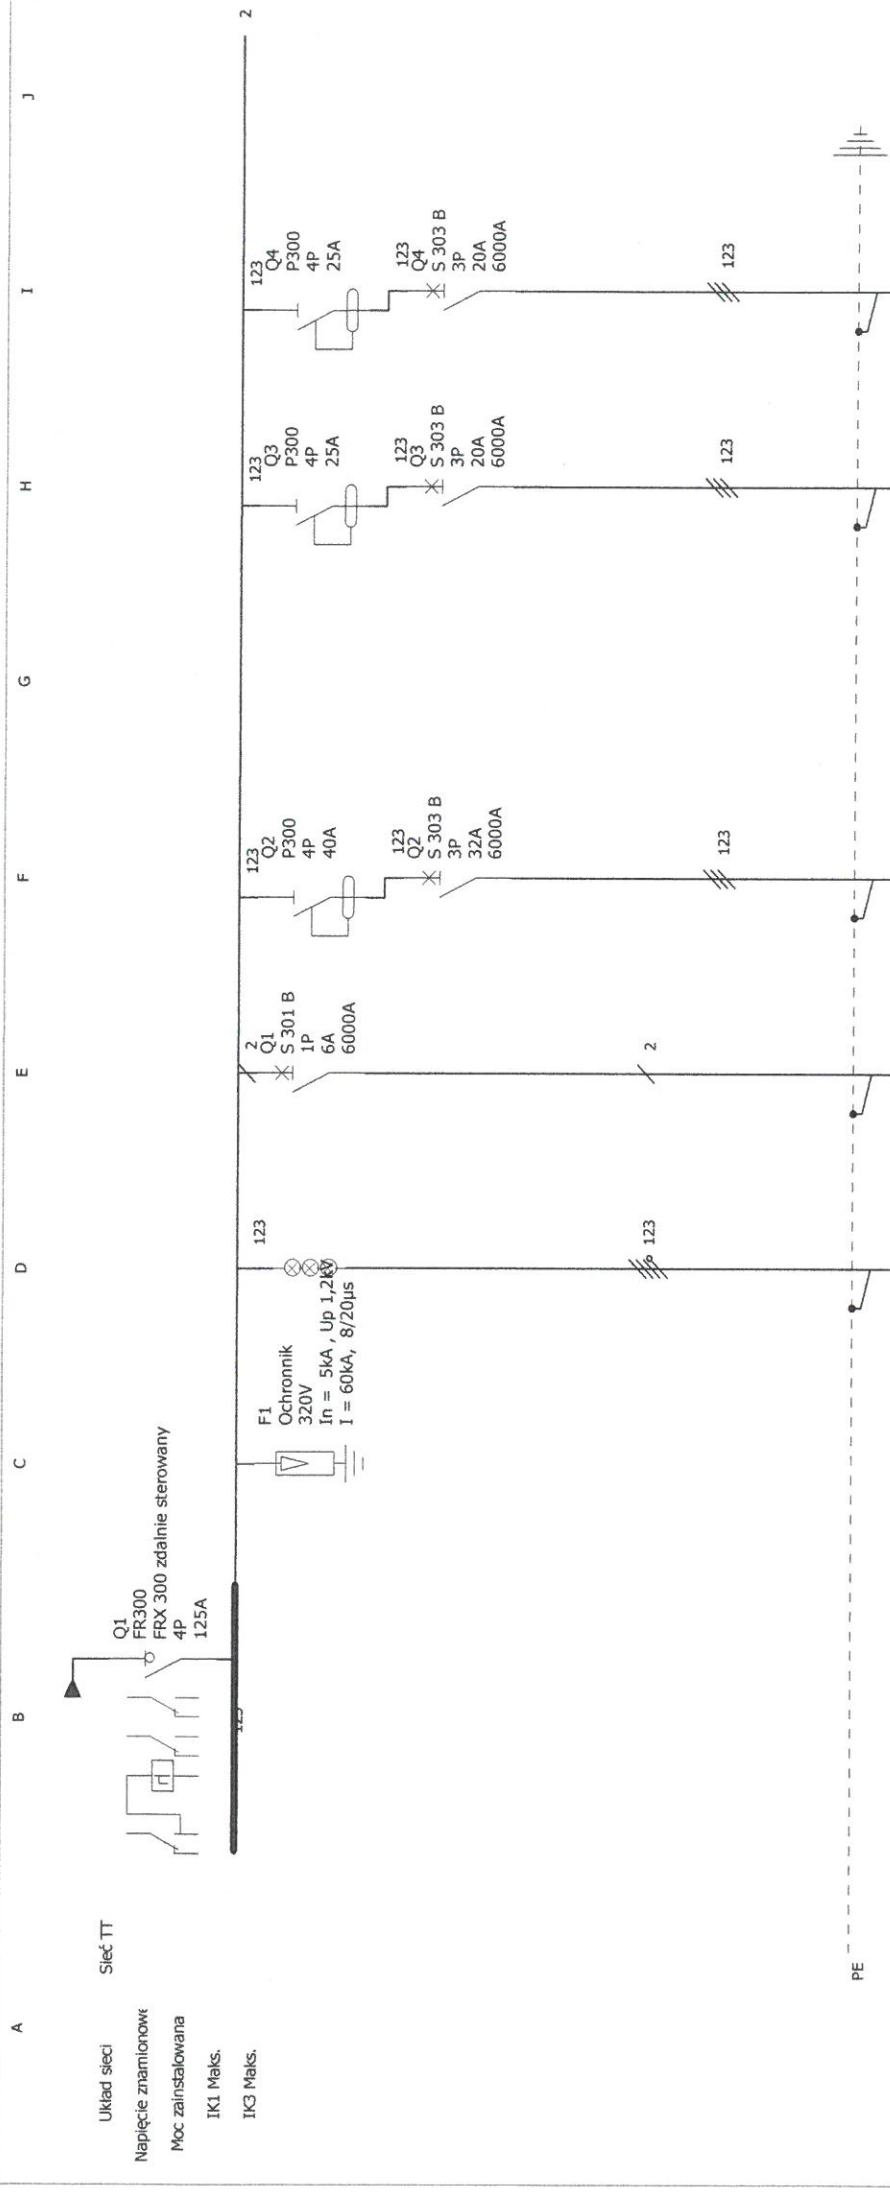 A
B
C
D
E
F
G
H
I
J
Układ sieci
Sieć TT
Napięcie znamionowe
Moc zainstalowana
IK1 Maks.
IK3 Maks.
Q1
FR300
FRX 300 zdalnie sterowany
4P
125A
123
F1
Ochronnik
320V
In = 5kA , Up 1,2kV
I = 60kA, 8/20µs
123
123
2
Q1
S 301 B
1P
6A
6000A
2
123
Q2
P300
4P
40A
123
Q2
S 303 B
3P
32A
6000A
123
123
Q3
P300
4P
25A
123
Q3
S 303 B
3P
20A
6000A
123
123
Q4
P300
4P
25A
123
Q4
S 303 B
3P
20A
6000A
123
2
PE